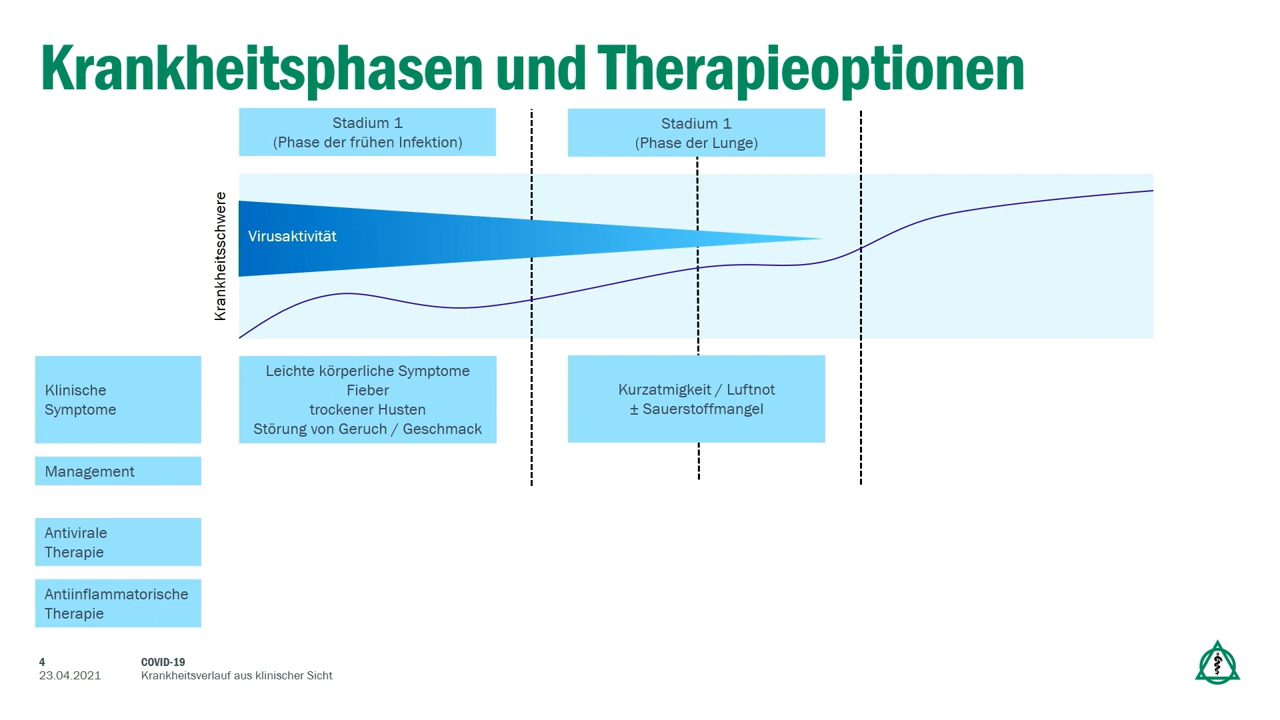 Krankheitsphasen und Therapieoptionen
Stadium 1
(Phase der frühen Infektion)
Stadium 1
(Phase der Lunge)
Krankheitsschwere
Virusaktivität
Klinische
Symptome
Leichte körperliche Symptome
Fieber
trockener Husten
Störung von Geruch / Geschmack
Kurzatmigkeit / Luftnot
± Sauerstoffmangel
Management
Antivirale
Therapie
Antiinflammatorische
Therapie
4
COVID-19
23.04.2021
Krankheitsverlauf aus klinischer Sicht